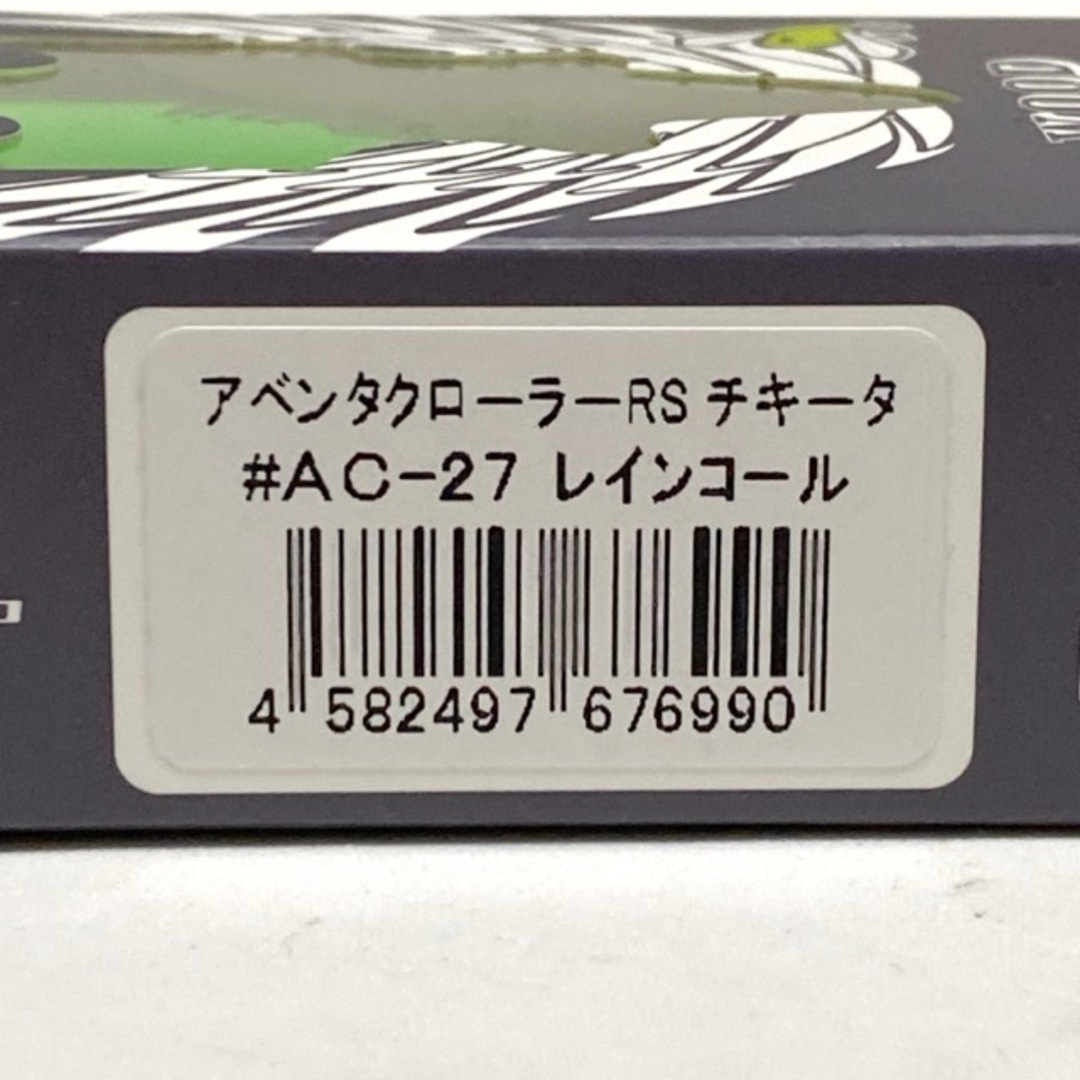 アベンタクローラーRS チキータ
#AC-27 レインコール
4 582497 676990